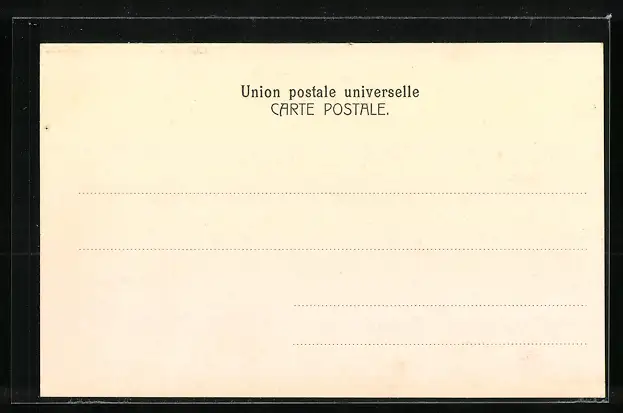 Union postale universelle
CARTE POSTALE.